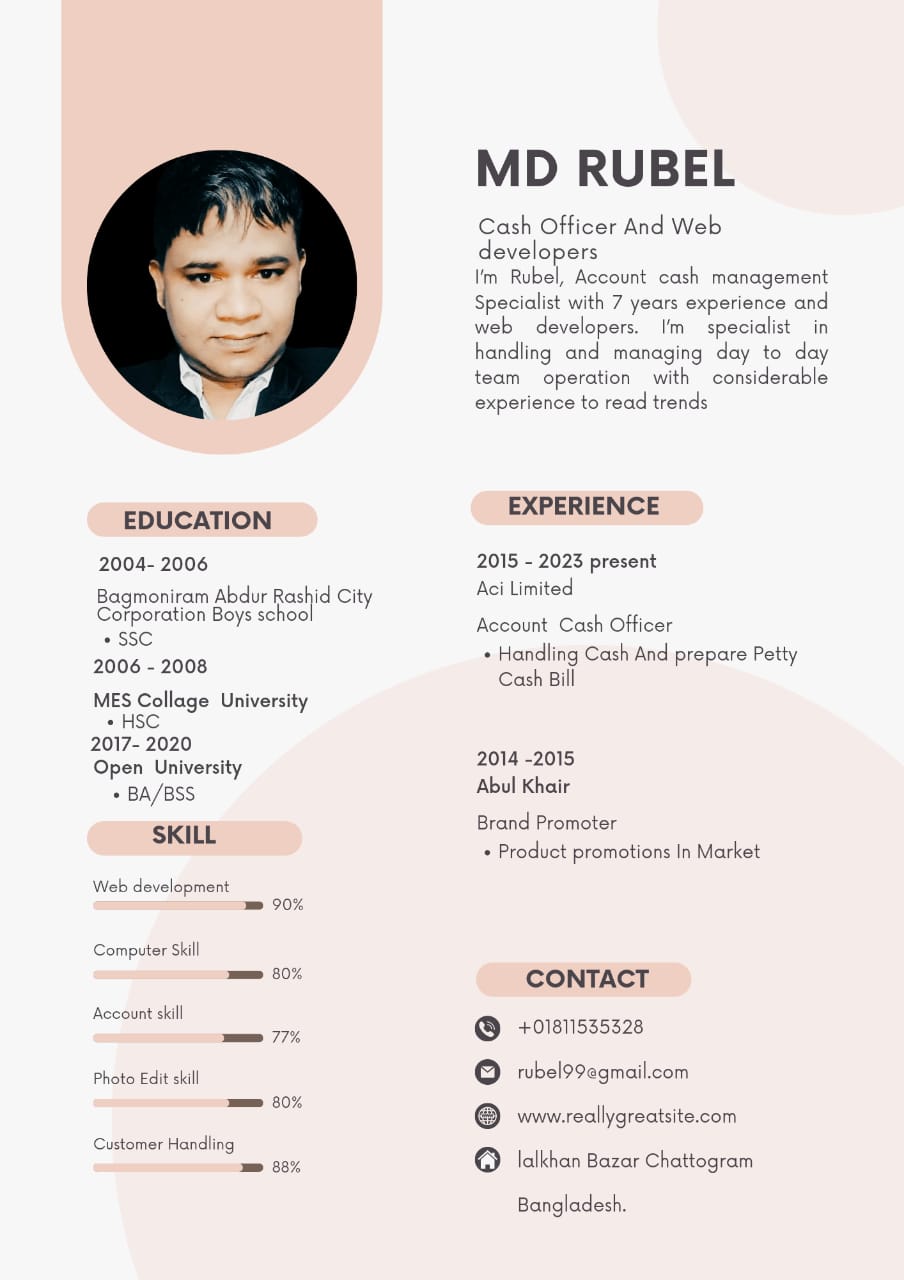 MD RUBEL
Cash Officer And Web
developers
I'm Rubel, Account cash management
Specialist with 7 years experience and
web developers. I'm specialist in
handling and managing day to day
team operation with considerable
experience to read trends
EDUCATION
2004- 2006
Bagmoniram Abdur Rashid City
Corporation Boys school
• SSC
2006 - 2008
MES Collage University
• HSC
2017- 2020
Open University
• BA/BSS
SKILL
Web development
90%
Computer Skill
80%
Account skill
77%
Photo Edit skill
80%
Customer Handling
88%
EXPERIENCE
2015 - 2023 present
Aci Limited
Account Cash Officer
• Handling Cash And prepare Petty
Cash Bill
2014 -2015
Abul Khair
Brand Promoter
• Product promotions In Market
CONTACT
+01811535328
rubel99@gmail.com
www.reallygreatsite.com
lalkhan Bazar Chattogram
Bangladesh.